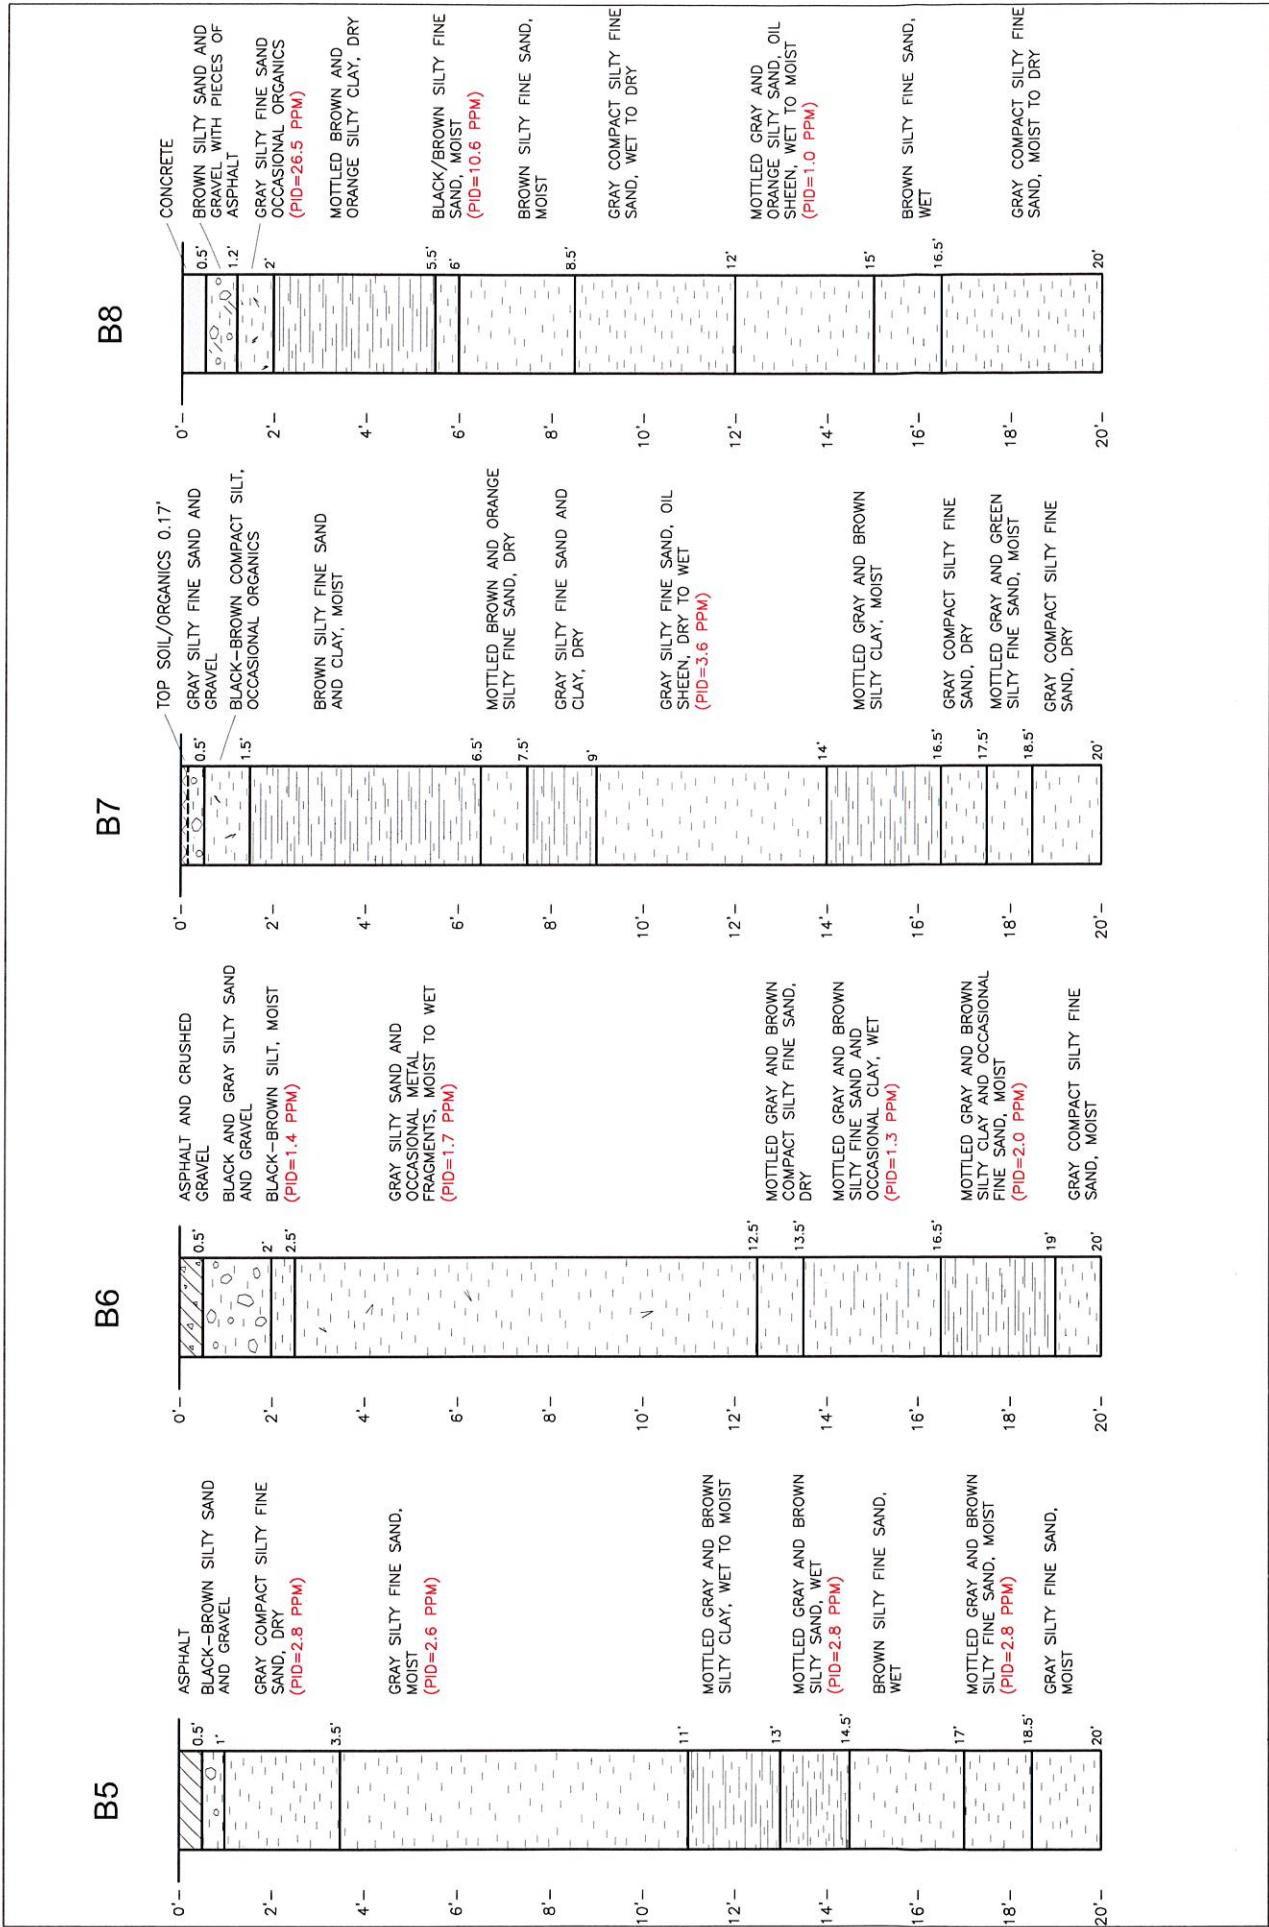 B5
0'-
2'-
4'-
6'-
8'-
10'-
12'-
14'-
16'-
18'-
20'-
0.5'
1'
3.5'
11'
13'
14.5'
17'
18.5'
20'
ASPHALT
BLACK-BROWN SILTY SAND
AND GRAVEL
GRAY COMPACT SILTY FINE
SAND, DRY
(PID=2.8 PPM)
GRAY SILTY FINE SAND,
MOIST
(PID=2.6 PPM)
MOTTLED GRAY AND BROWN
SILTY CLAY, WET TO MOIST
MOTTLED GRAY AND BROWN
SILTY SAND, WET
(PID=2.8 PPM)
BROWN SILTY FINE SAND,
WET
MOTTLED GRAY AND BROWN
SILTY FINE SAND, MOIST
(PID=2.8 PPM)
GRAY SILTY FINE SAND,
MOIST
B6
0'-
2'-
4'-
6'-
8'-
10'-
12'-
14'-
16'-
18'-
20'-
0.5'
2'
2.5'
12.5'
13.5'
16.5'
19'
20'
ASPHALT AND CRUSHED
GRAVEL
BLACK AND GRAY SILTY SAND
AND GRAVEL
BLACK-BROWN SILT, MOIST
(PID=1.4 PPM)
GRAY SILTY SAND AND
OCCASIONAL METAL
FRAGMENTS, MOIST TO WET
(PID=1.7 PPM)
MOTTLED GRAY AND BROWN
COMPACT SILTY FINE SAND,
DRY
MOTTLED GRAY AND BROWN
SILTY FINE SAND AND
OCCASIONAL CLAY, WET
(PID=1.3 PPM)
MOTTLED GRAY AND BROWN
SILTY CLAY AND OCCASIONAL
FINE SAND, MOIST
(PID=2.0 PPM)
GRAY COMPACT SILTY FINE
SAND, MOIST
B7
0'-
2'-
4'-
6'-
8'-
10'-
12'-
14'-
16'-
18'-
20'-
0.5'
1.5'
6.5'
7.5'
9'
14'
16.5'
17.5'
18.5'
20'
TOP SOIL/ORGANICS 0.17'
GRAY SILTY FINE SAND AND
GRAVEL
BLACK-BROWN COMPACT SILT,
OCCASIONAL ORGANICS
BROWN SILTY FINE SAND
AND CLAY, MOIST
MOTTLED BROWN AND ORANGE
SILTY FINE SAND, DRY
GRAY SILTY FINE SAND AND
CLAY, DRY
GRAY SILTY FINE SAND, OIL
SHEEN, DRY TO WET
(PID=3.6 PPM)
MOTTLED GRAY AND BROWN
SILTY CLAY, MOIST
GRAY COMPACT SILTY FINE
SAND, DRY
MOTTLED GRAY AND GREEN
SILTY FINE SAND, MOIST
GRAY COMPACT SILTY FINE
SAND, DRY
B8
0'-
2'-
4'-
6'-
8'-
10'-
12'-
14'-
16'-
18'-
20'-
0.5'
1.2'
2'
5.5'
6'
8.5'
12'
15'
16.5'
20'
CONCRETE
BROWN SILTY SAND AND
GRAVEL WITH PIECES OF
ASPHALT
GRAY SILTY FINE SAND
OCCASIONAL ORGANICS
(PID=26.5 PPM)
MOTTLED BROWN AND
ORANGE SILTY CLAY, DRY
BLACK/BROWN SILTY FINE
SAND, MOIST
(PID=10.6 PPM)
BROWN SILTY FINE SAND,
MOIST
GRAY COMPACT SILTY FINE
SAND, WET TO DRY
MOTTLED GRAY AND
ORANGE SILTY SAND, OIL
SHEEN, WET TO MOIST
(PID=1.0 PPM)
BROWN SILTY FINE SAND,
WET
GRAY COMPACT SILTY FINE
SAND, MOIST TO DRY